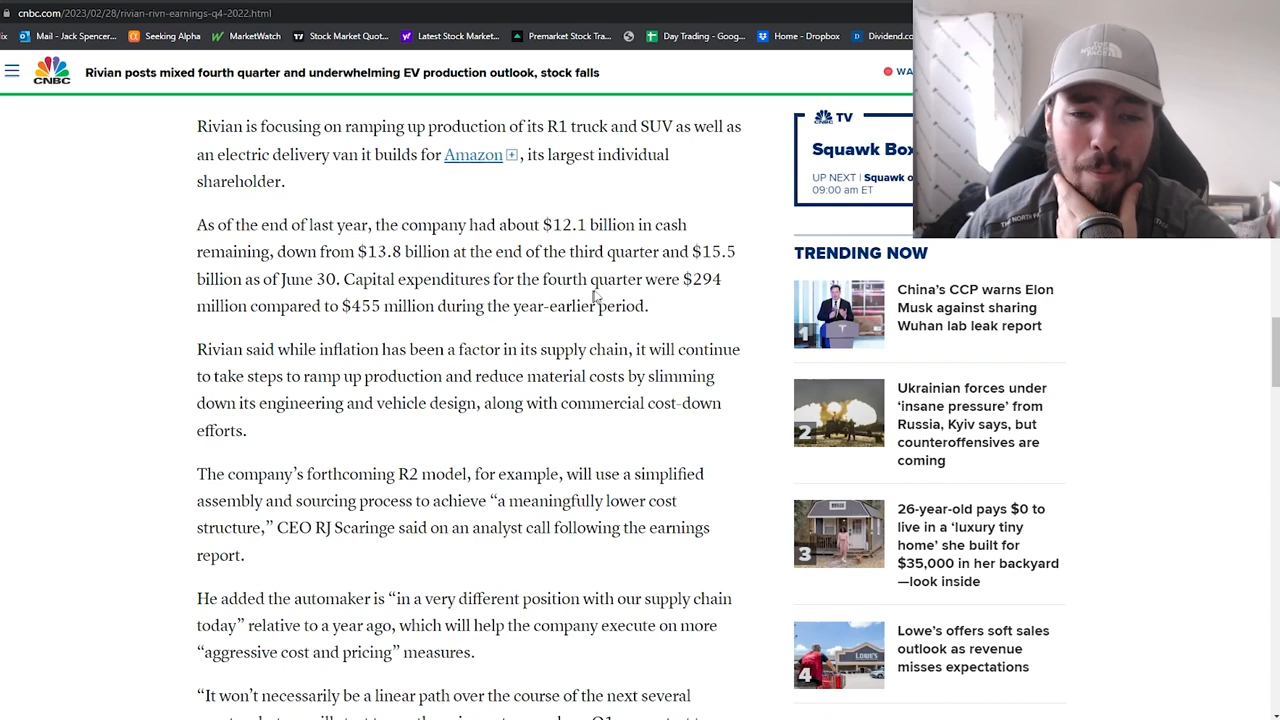 cnbc.com/2023/02/28/rivian-rivn-earnings-q4-2022.html
ix Mail - Jack Spencer... Seeking Alpha MarketWatch Stock Market Quot... Latest Stock Market... Premarket Stock Tra... Day Trading - Goog... Home - Dropbox Dividend.co
CNBC
Rivian posts mixed fourth quarter and underwhelming EV production outlook, stock falls
WA
Rivian is focusing on ramping up production of its R1 truck and SUV as well as
an electric delivery van it builds for Amazon, its largest individual
shareholder.
As of the end of last year, the company had about $12.1 billion in cash
remaining, down from $13.8 billion at the end of the third quarter and $15.5
billion as of June 30. Capital expenditures for the fourth quarter were $294
million compared to $455 million during the year-earlier period.
Rivian said while inflation has been a factor in its supply chain, it will continue
to take steps to ramp up production and reduce material costs by slimming
down its engineering and vehicle design, along with commercial cost-down
efforts.
The company’s forthcoming R2 model, for example, will use a simplified
assembly and sourcing process to achieve “a meaningfully lower cost
structure,” CEO RJ Scaringe said on an analyst call following the earnings
report.
He added the automaker is “in a very different position with our supply chain
today” relative to a year ago, which will help the company execute on more
“aggressive cost and pricing” measures.
“It won’t necessarily be a linear path over the course of the next several
TV
Squawk Box
UP NEXT | Squawk o
09:00 am ET
TRENDING NOW
1
China’s CCP warns Elon
Musk against sharing
Wuhan lab leak report
2
Ukrainian forces under
‘insane pressure’ from
Russia, Kyiv says, but
counteroffensives are
coming
3
26-year-old pays $0 to
live in a ‘luxury tiny
home’ she built for
$35,000 in her backyard
—look inside
4
LOWE'S
Lowe’s offers soft sales
outlook as revenue
misses expectations
THE NORTH FACE
THE NORTH